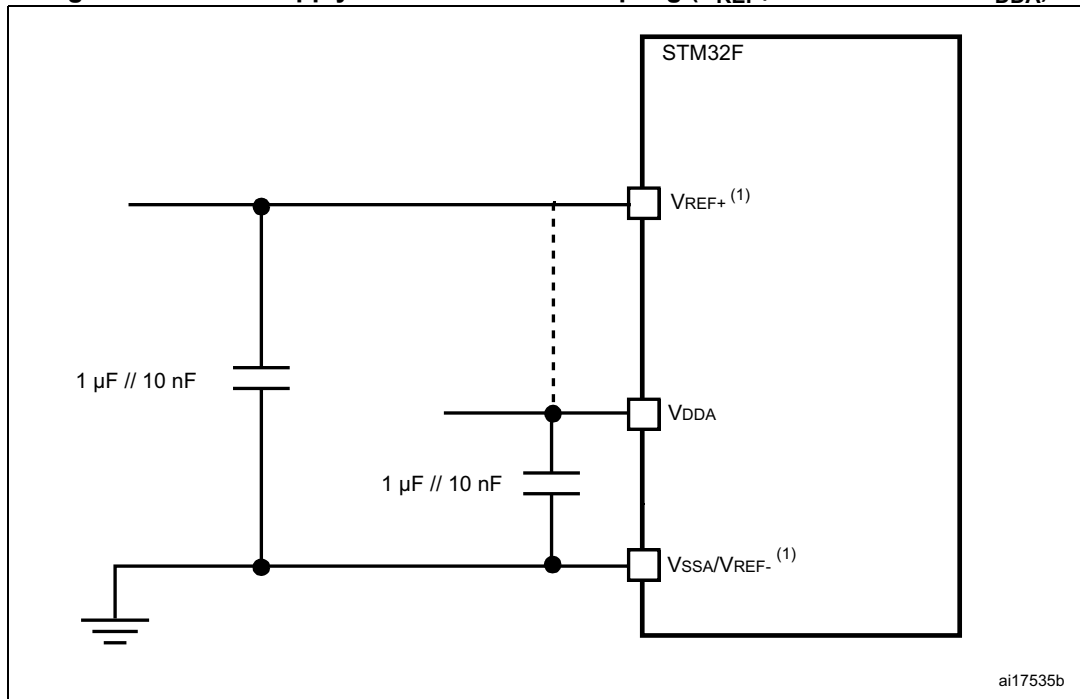 STM32F
VREF+ (1)
1 µF // 10 nF
VDDA
1 µF // 10 nF
VSSA/VREF- (1)
ai17535b